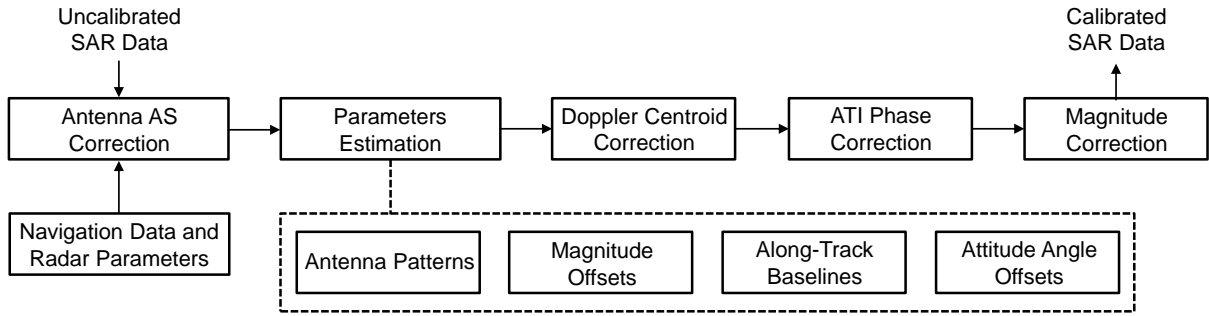 Uncalibrated
SAR Data
Calibrated
SAR Data
Antenna AS
Correction
Parameters
Estimation
Doppler Centroid
Correction
ATI Phase
Correction
Magnitude
Correction
Navigation Data and
Radar Parameters
Antenna Patterns
Magnitude
Offsets
Along-Track
Baselines
Attitude Angle
Offsets